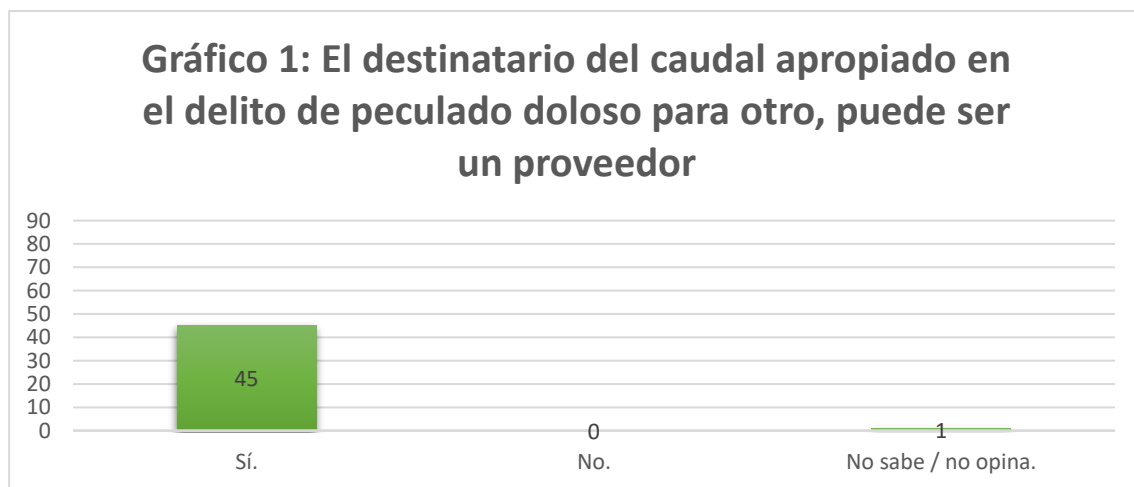 Gráfico 1: El destinatario del caudal apropiado en
el delito de peculado doloso para otro, puede ser
un proveedor
90
80
70
60
50
40
30
20
10
0
45
0
1
Sí.
No.
No sabe / no opina.